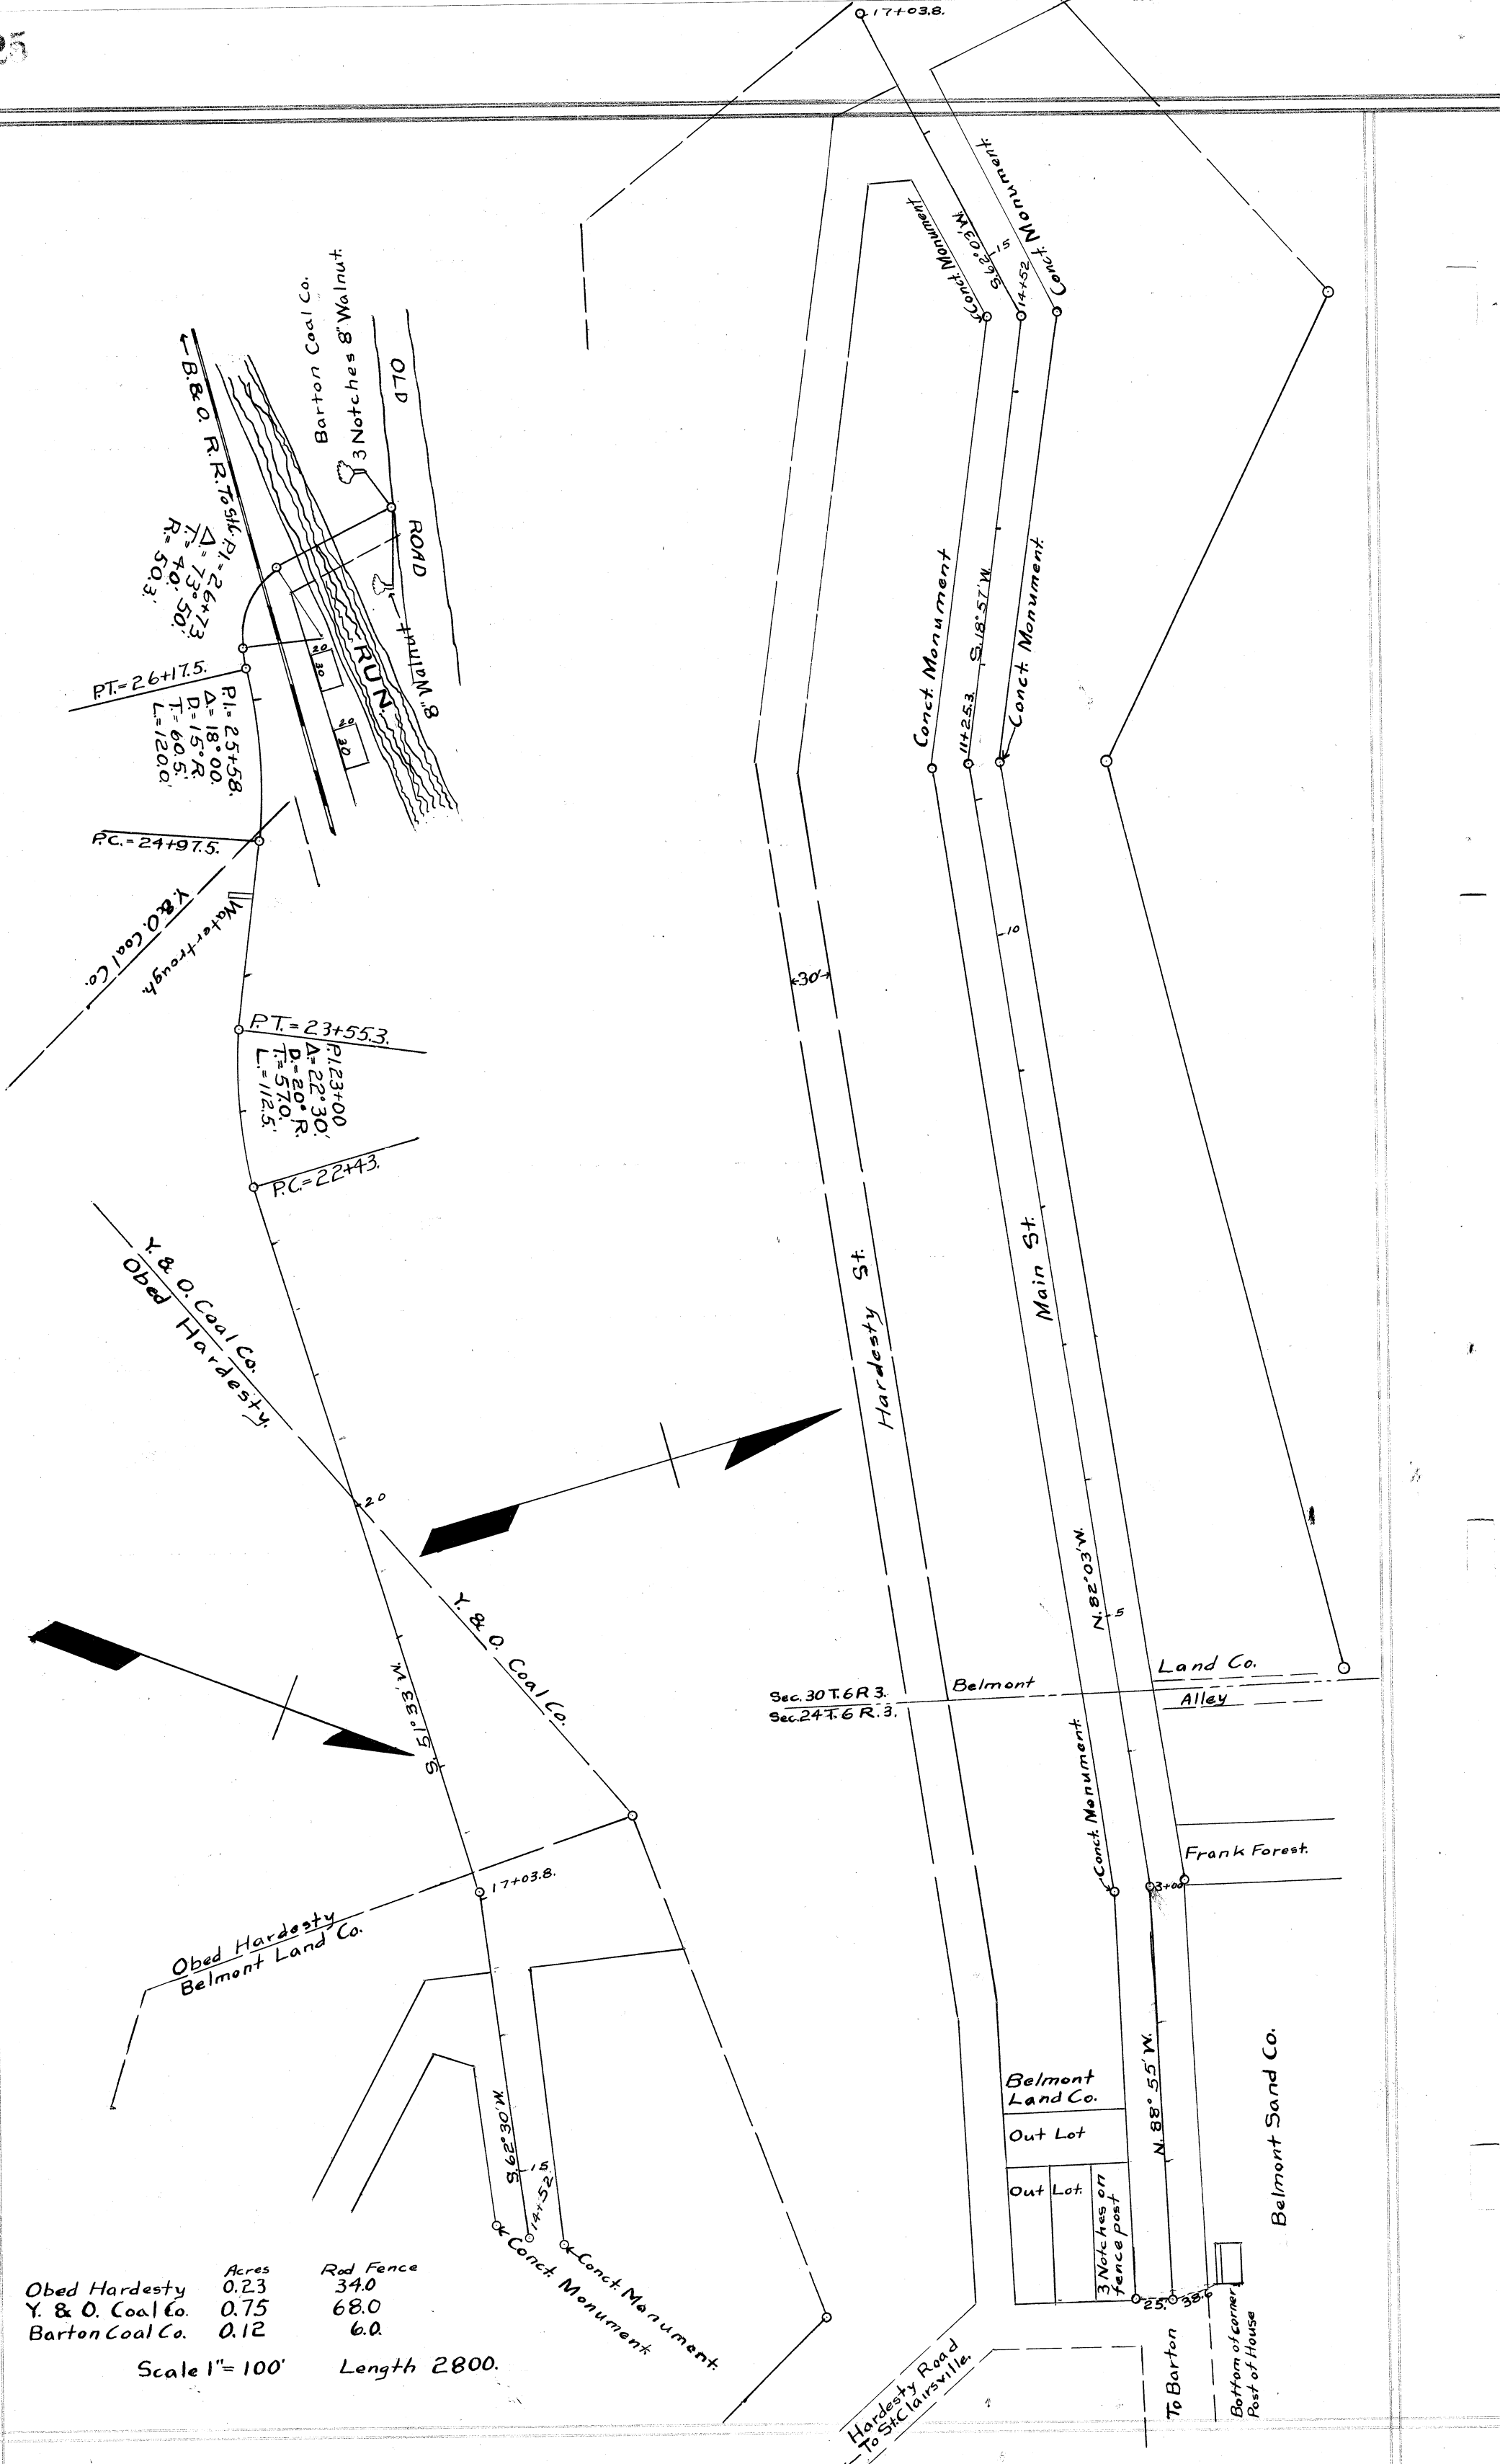 25
17+03.8.
Conct. Monument
Conct. Monument
S.62°03'W.
15
14+52
Barton Coal Co.
3 Notches 8" Walnut.
OLD
ROAD
←B.&O. R.R. To St.C.
P.I.=26+73
Δ.=73°50'.
T.=40.
R.=50.3'.
RUN.
8" Walnut
20
30
20
30
P.T.=26+17.5.
P.I.=25+58.
Δ=18°00.
D.=15°R.
T.=60.5.
L.=120.0.
P.C.=24+97.5.
Y.&O. Coal Co.
Watertrough.
P.T.=23+55.3.
P.I.23+00
Δ=22°30'.
D.=20° R.
T.=57.0.
L.=112.5.
P.C.=22+43.
Conct. Monument
11+25.3.
S.18°57'W.
Conct. Monument.
10
30'
Hardesty St.
Main St.
Y. & O. Coal Co.
Obed Hardesty.
20
Y. & O. Coal Co.
S. 51°33'W.
N.82°03'W.
5
Sec. 30 T.6 R 3.
Sec. 24 T.6 R. 3.
Belmont Land Co.
Alley
Conct. Monument.
Frank Forest.
3+00
17+03.8.
Obed Hardesty
Belmont Land Co.
S.62°30'W.
15
14+52.
Conct. Monument
Conct. Monument.
Belmont
Land Co.
Out Lot
Out Lot.
3 Notches on
fence post
N. 88° 55'W.
Belmont Sand Co.
25.
38.6
To Barton
Bottom of corner
Post of House
Hardesty Road
To St.Clairsville.
Acres Rod Fence
Obed Hardesty 0.23 34.0
Y. & O. Coal Co. 0.75 68.0
Barton Coal Co. 0.12 6.0.
Scale 1"=100' Length 2800.